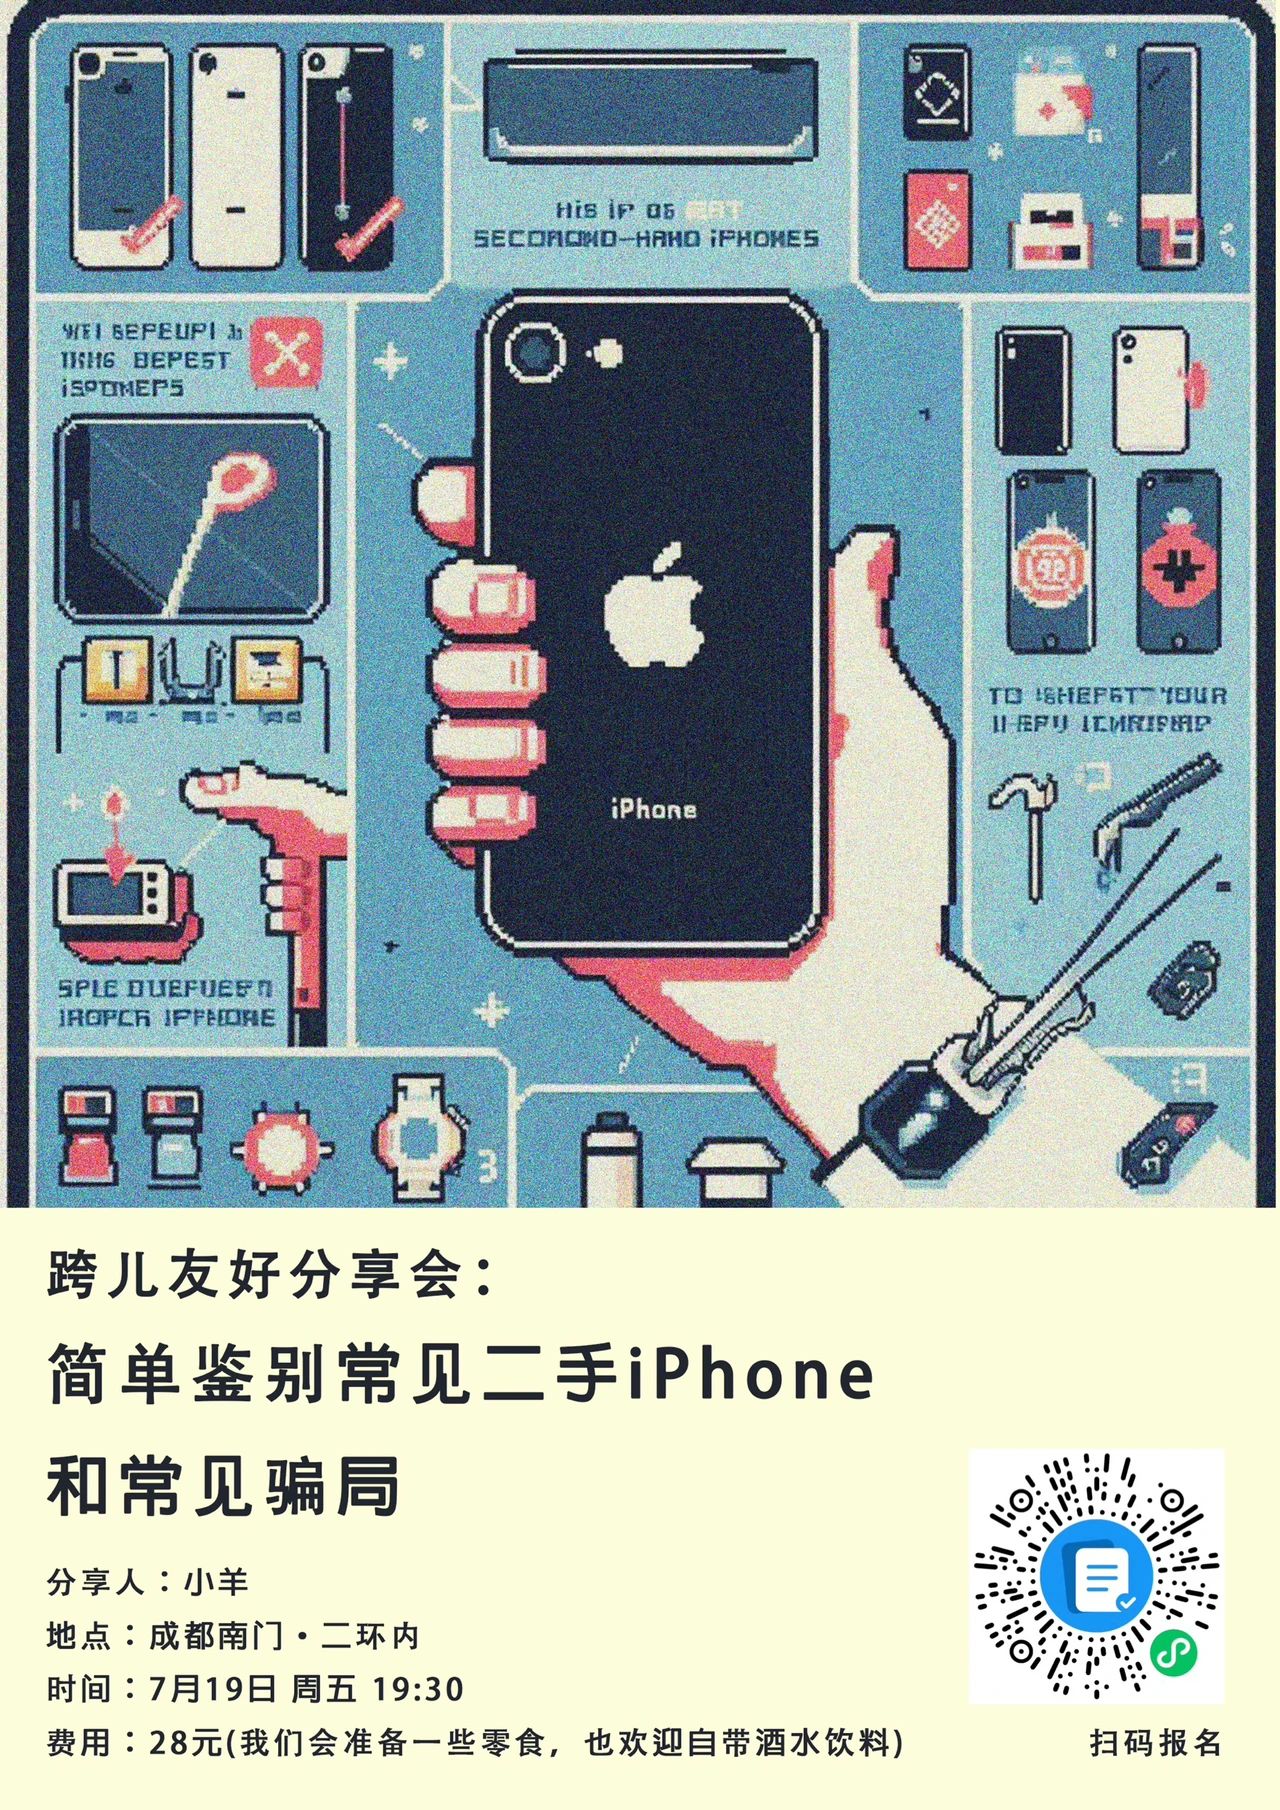 SECOROMO-HAHO iPHOMES
iPhone
跨儿友好分享会：
简单鉴别常见二手iPhone
和常见骗局
分享人：小羊
地点：成都南门·二环内
时间：7月19日 周五 19:30
费用：28元(我们会准备一些零食，也欢迎自带酒水饮料)
扫码报名